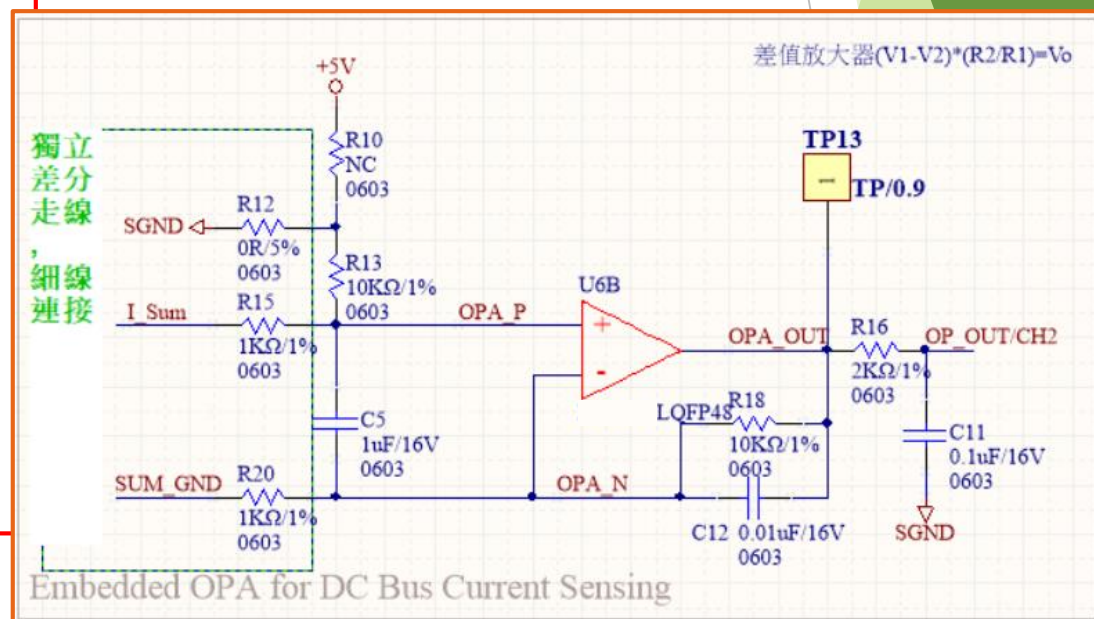 差值放大器(V1-V2)*(R2/R1)=Vo
+5V
獨立
差分
走線
,
細線
連接
R10
NC
0603
TP13
TP/0.9
SGND
R12
0R/5%
0603
R13
10KΩ/1%
0603
I_Sum
R15
1KΩ/1%
0603
OPA_P
U6B
+
-
OPA_OUT
R16
2KΩ/1%
0603
OP_OUT/CH2
C5
1uF/16V
0603
LQFP48
R18
10KΩ/1%
0603
C11
0.1uF/16V
0603
SGND
SUM_GND
R20
1KΩ/1%
0603
OPA_N
C12 0.01uF/16V
0603
Embedded OPA for DC Bus Current Sensing